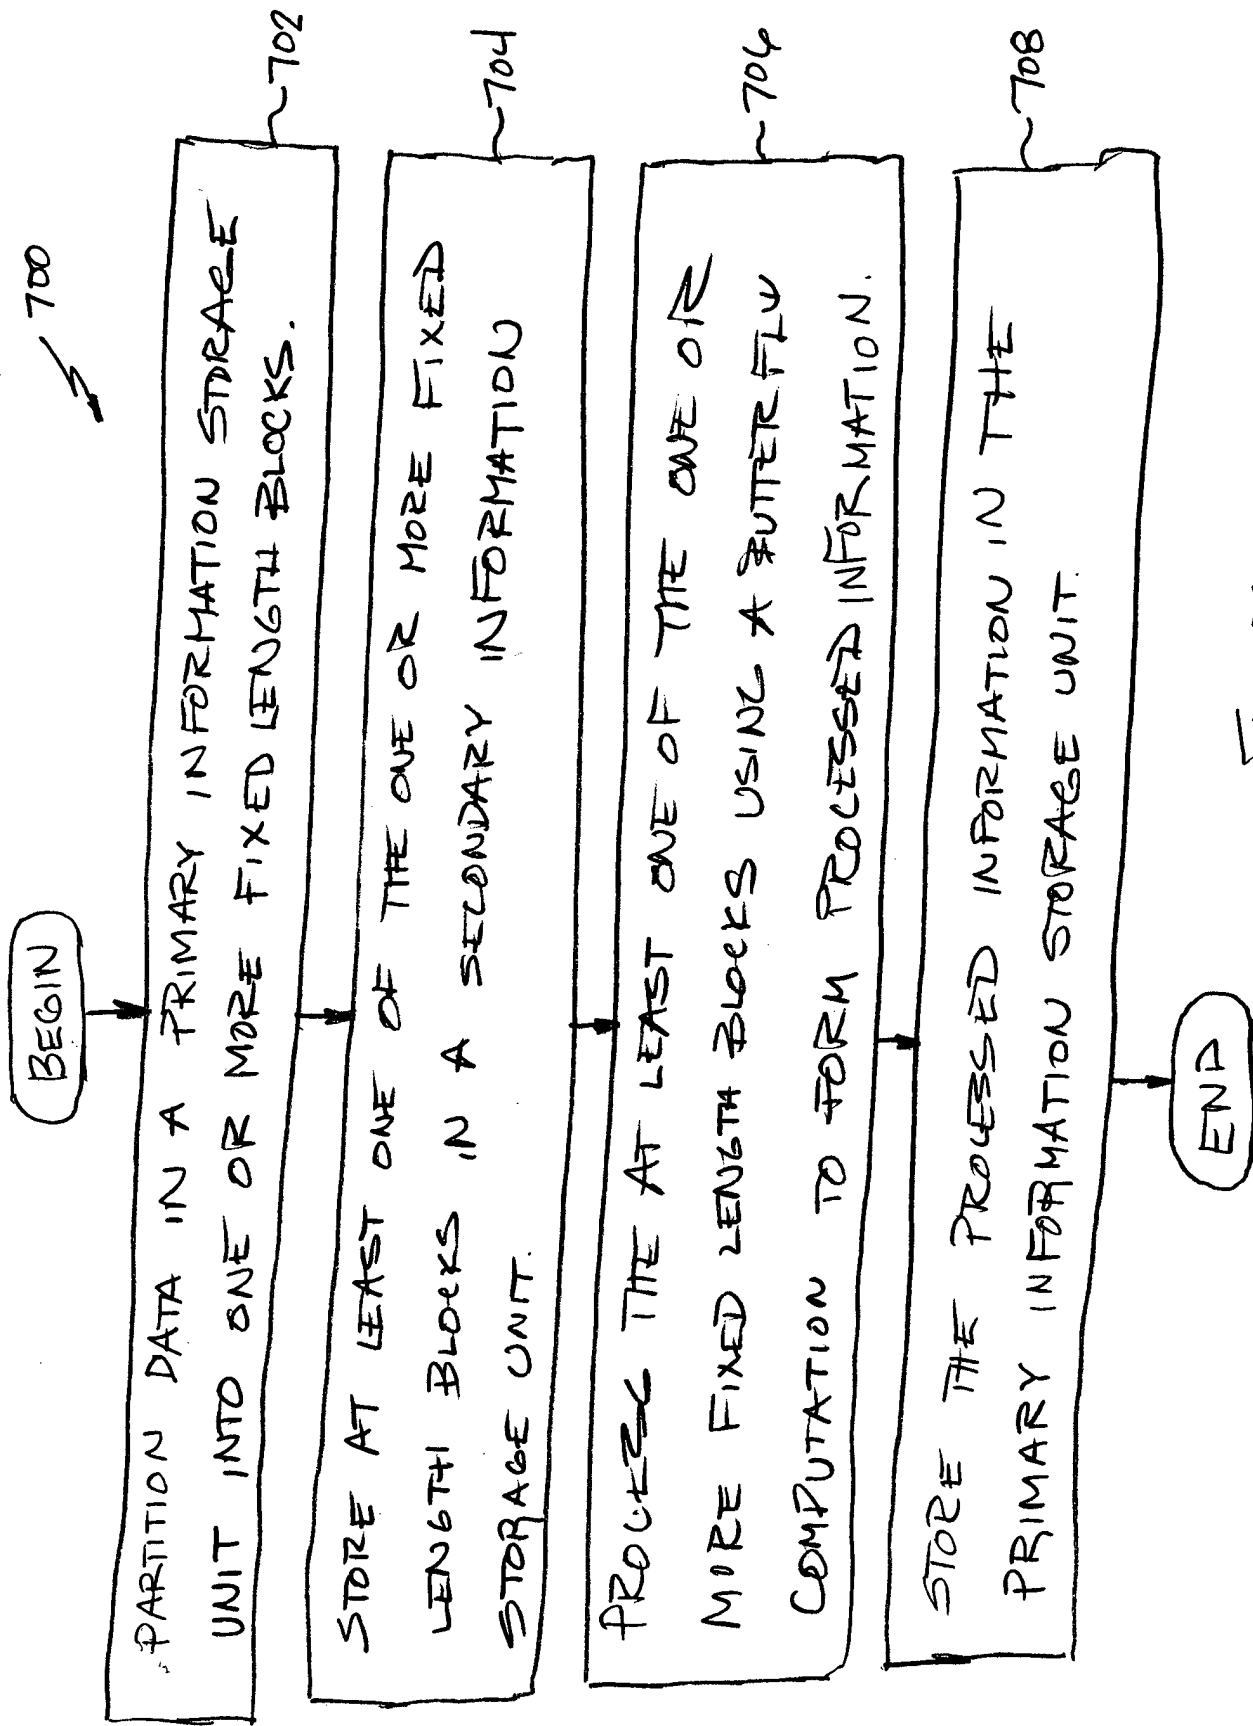 700
BEGIN
PARTITION DATA IN A PRIMARY INFORMATION STORAGE
UNIT INTO ONE OR MORE FIXED LENGTH BLOCKS.
702
STORE AT LEAST ONE OF THE ONE OR MORE FIXED
LENGTH BLOCKS IN A SECONDARY INFORMATION
STORAGE UNIT.
704
PROCESS THE AT LEAST ONE OF THE ONE OR
MORE FIXED LENGTH BLOCKS USING A BUTTERFLY
COMPUTATION TO FORM PROCESSED INFORMATION.
706
STORE THE PROCESSED INFORMATION IN THE
PRIMARY INFORMATION STORAGE UNIT.
708
END